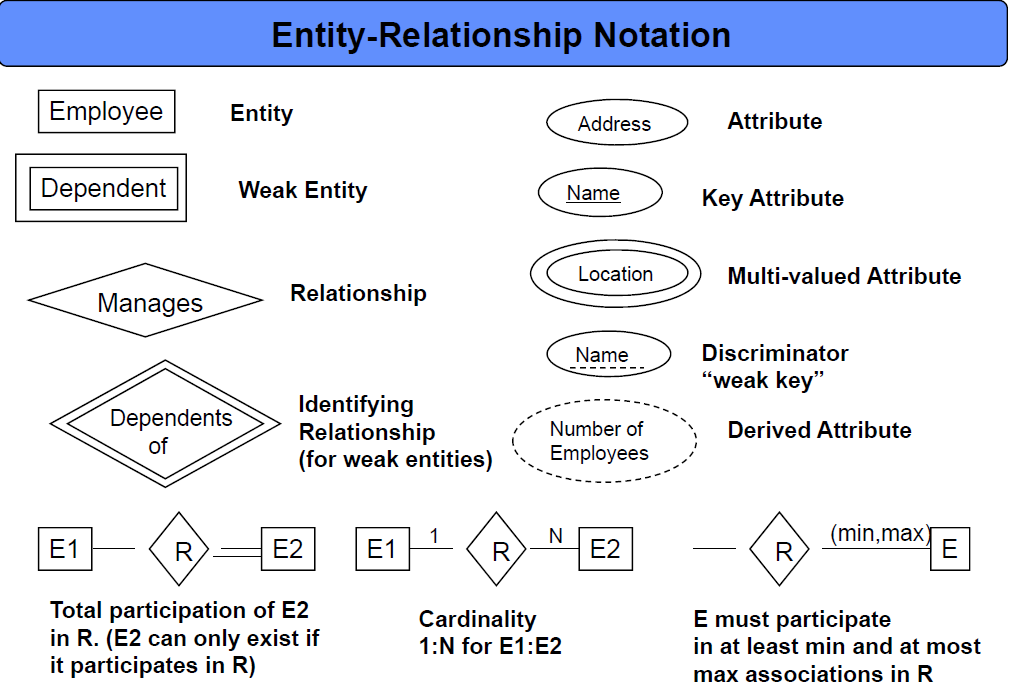 Entity-Relationship Notation
Employee
Entity
Dependent
Weak Entity
Manages
Relationship
Dependents
of
Identifying
Relationship
(for weak entities)
Address
Attribute
Name
Key Attribute
Location
Multi-valued Attribute
Name
Discriminator
“weak key”
Number of
Employees
Derived Attribute
E1
R
E2
Total participation of E2
in R. (E2 can only exist if
it participates in R)
E1
1
R
N
E2
Cardinality
1:N for E1:E2
R
(min,max)
E
E must participate
in at least min and at most
max associations in R